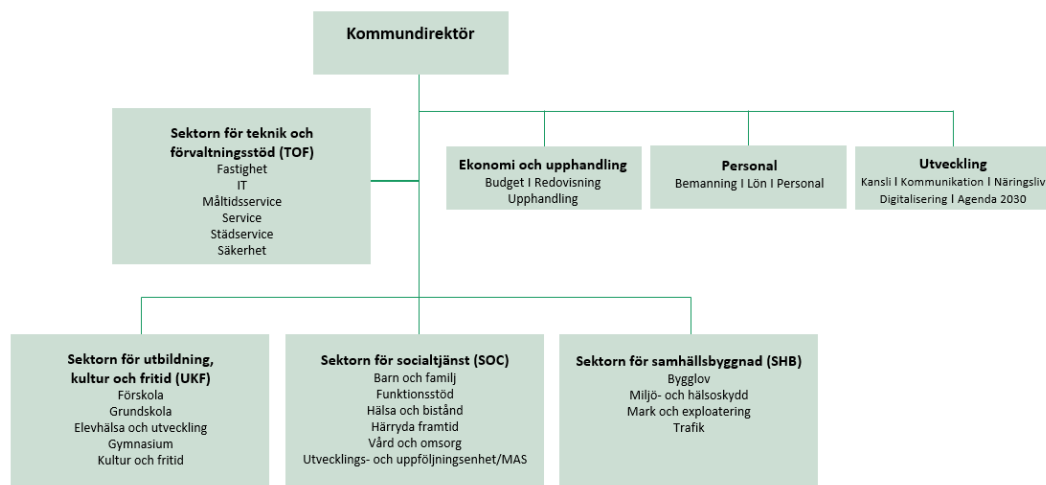 Kommundirektör
Sektorn för teknik och
förvaltningsstöd (TOF)
Fastighet
IT
Måltidsservice
Service
Städservice
Säkerhet
Ekonomi och upphandling
Budget I Redovisning
Upphandling
Personal
Bemanning I Lön I Personal
Utveckling
Kansli l Kommunikation l Näringsliv
Digitalisering l Agenda 2030
Sektorn för utbildning,
kultur och fritid (UKF)
Förskola
Grundskola
Elevhälsa och utveckling
Gymnasium
Kultur och fritid
Sektorn för socialtjänst (SOC)
Barn och familj
Funktionsstöd
Hälsa och bistånd
Härryda framtid
Vård och omsorg
Utvecklings- och uppföljningsenhet/MAS
Sektorn för samhällsbyggnad (SHB)
Bygglov
Miljö- och hälsoskydd
Mark och exploatering
Trafik